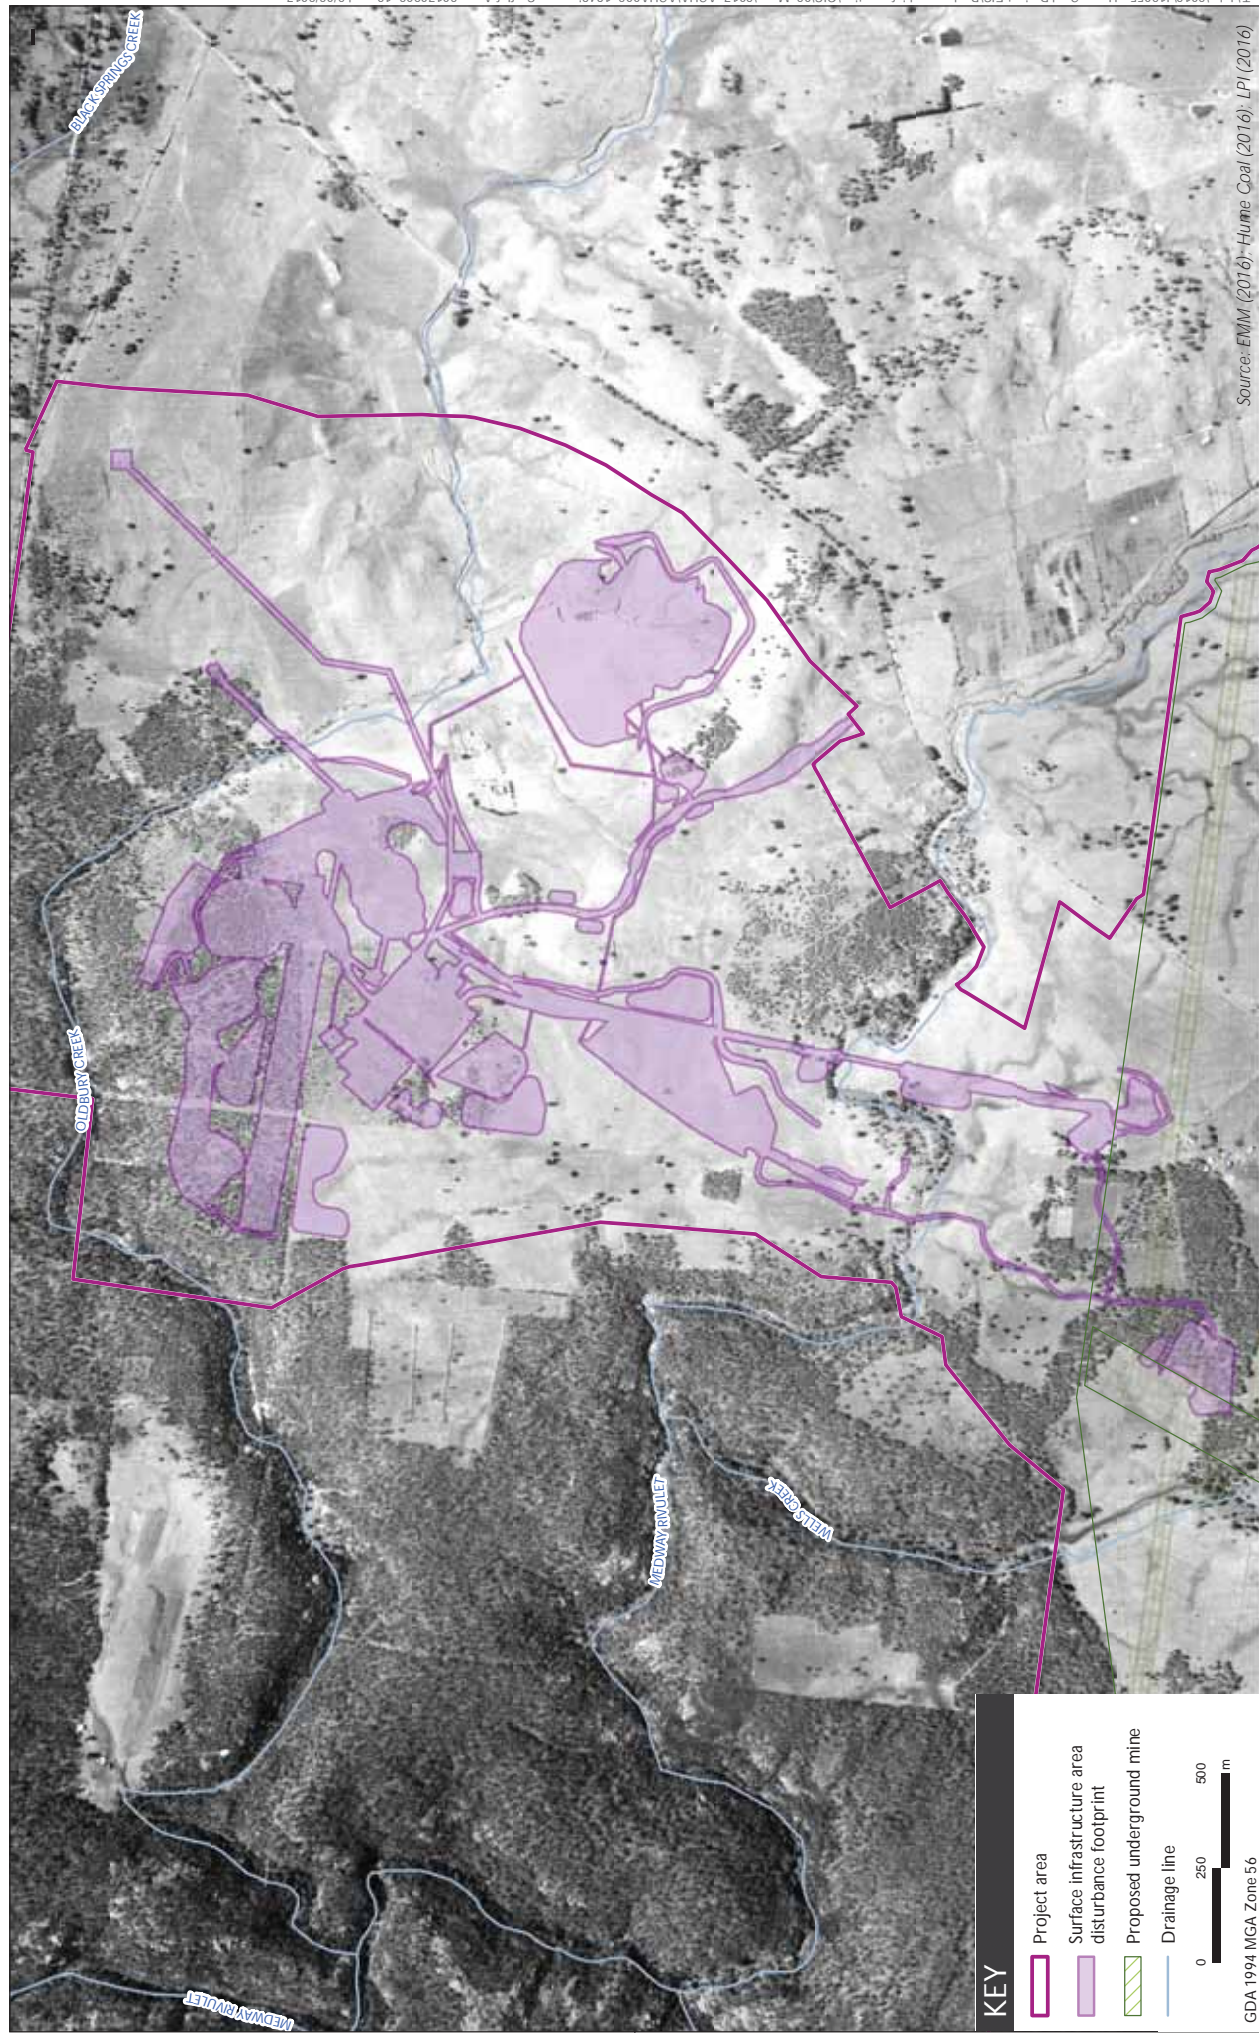 BLACK SPRINGS CREEK
OLDBURY CREEK
MEDWAY RIVULET
WELLS CREEK
MEDWAY RIVULET
KEY
Project area
Surface infrastructure area
disturbance footprint
Proposed underground mine
Drainage line
0 250 500
m
GDA 1994 MGA Zone 56
Source: EMM (2016); Hume Coal (2016); LPI (2016)